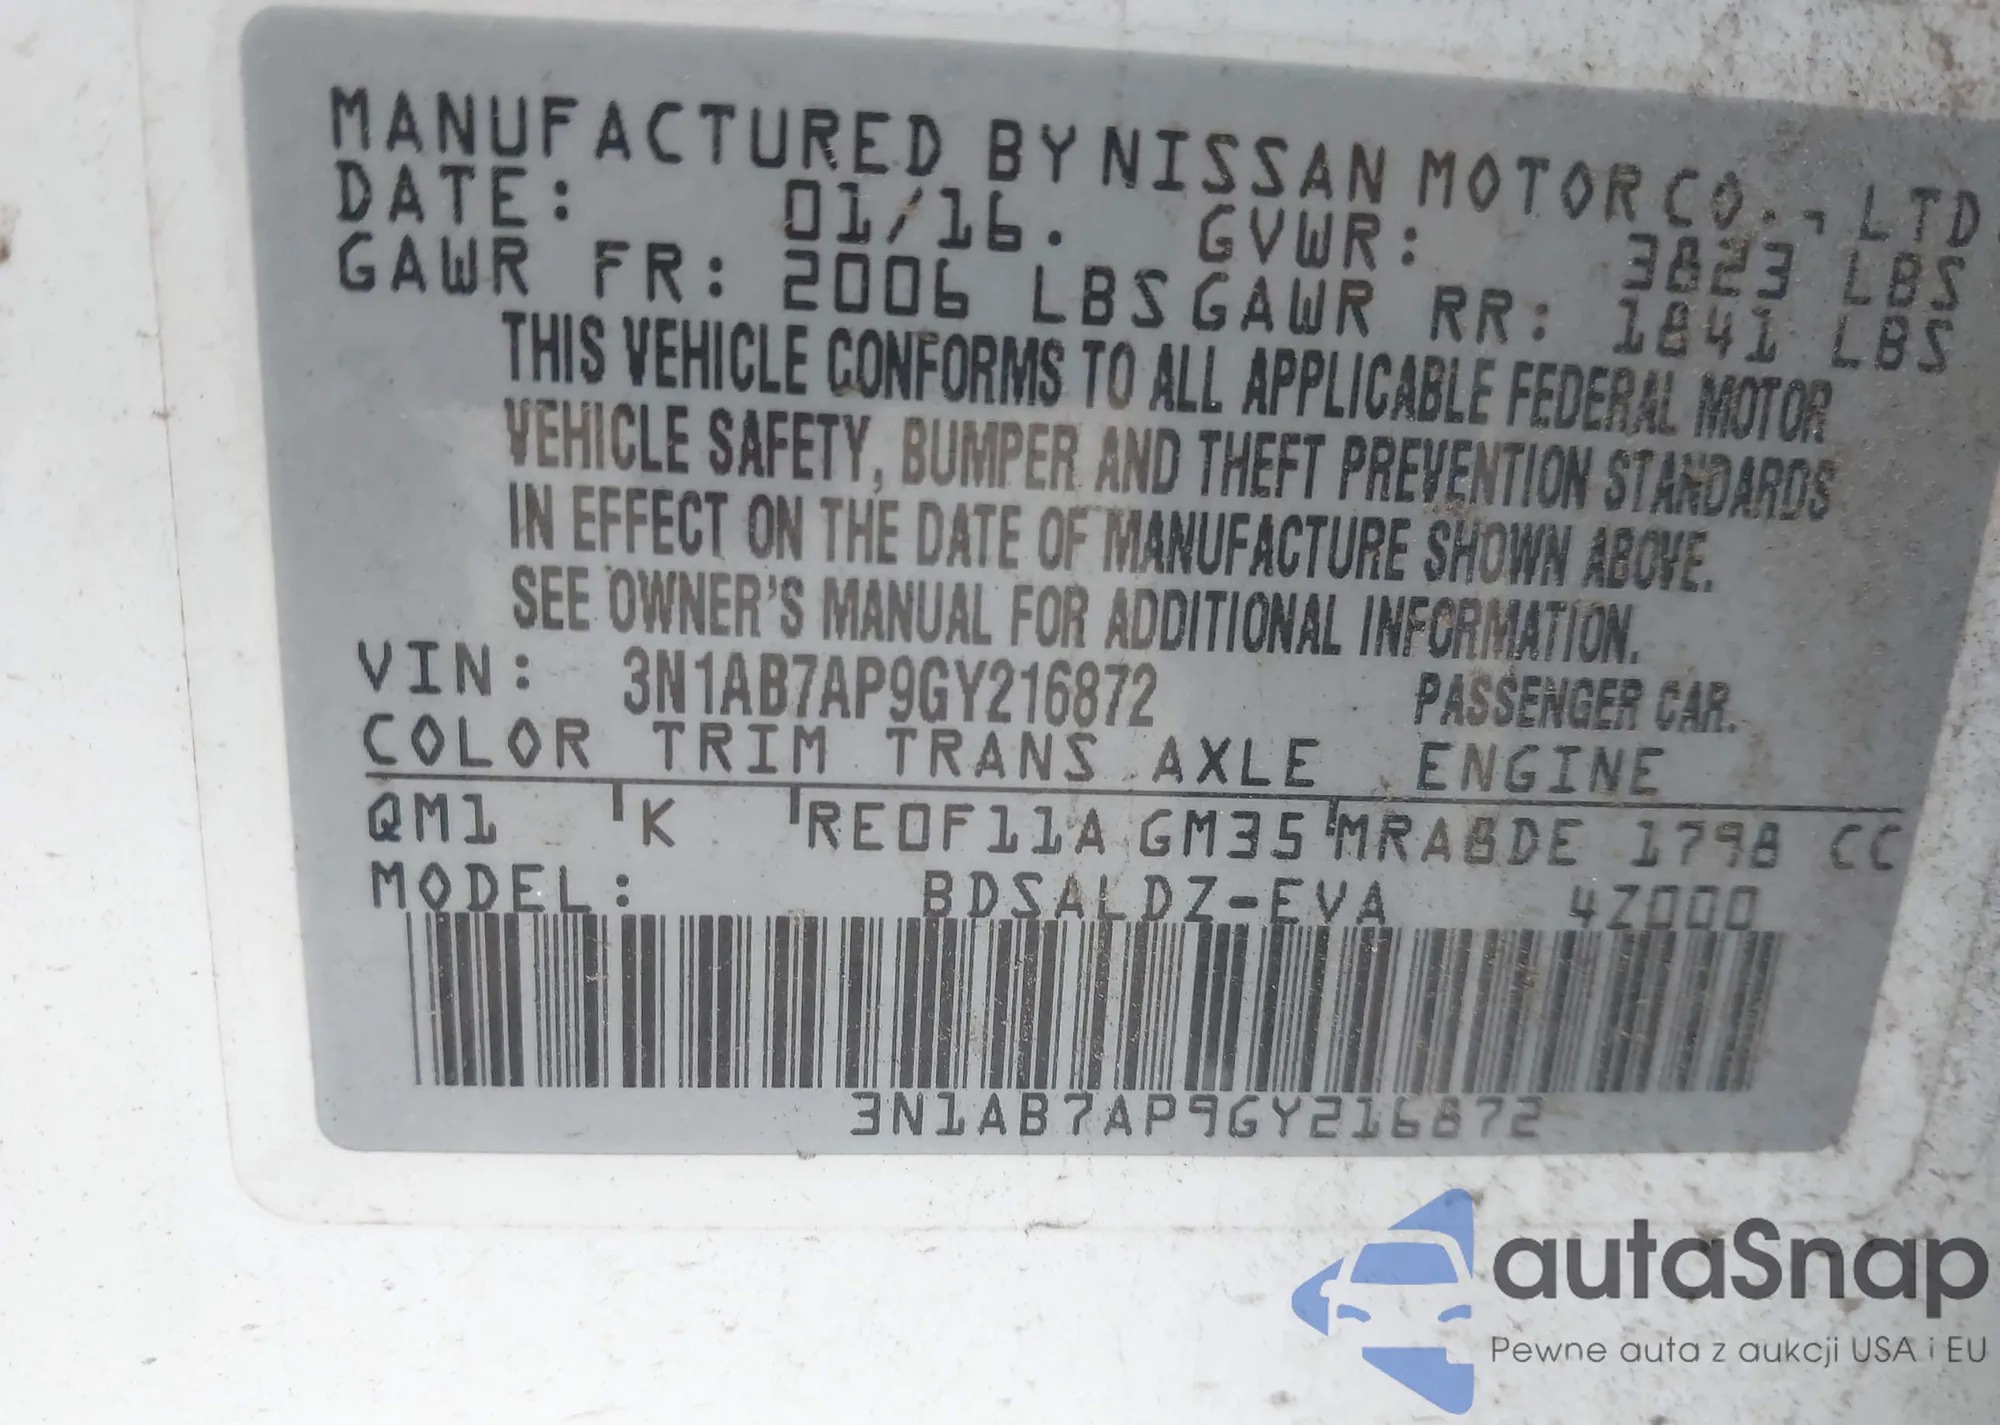 MANUFACTURED BY NISSAN MOTOR CO., LTD.
DATE: 01/16. GVWR: 3823 LBS
GAWR FR: 2006 LBS GAWR RR: 1841 LBS
THIS VEHICLE CONFORMS TO ALL APPLICABLE FEDERAL MOTOR
VEHICLE SAFETY, BUMPER AND THEFT PREVENTION STANDARDS
IN EFFECT ON THE DATE OF MANUFACTURE SHOWN ABOVE.
SEE OWNER'S MANUAL FOR ADDITIONAL INFORMATION.
VIN: 3N1AB7AP9GY216872 PASSENGER CAR.
COLOR TRIM TRANS AXLE ENGINE
QM1 K RE0F11A GM35 MRA8DE 1798 CC
MODEL: BDSALDZ-EVA 4Z000
3N1AB7AP9GY216872
autaSnap
Pewne auta z aukcji USA i EU